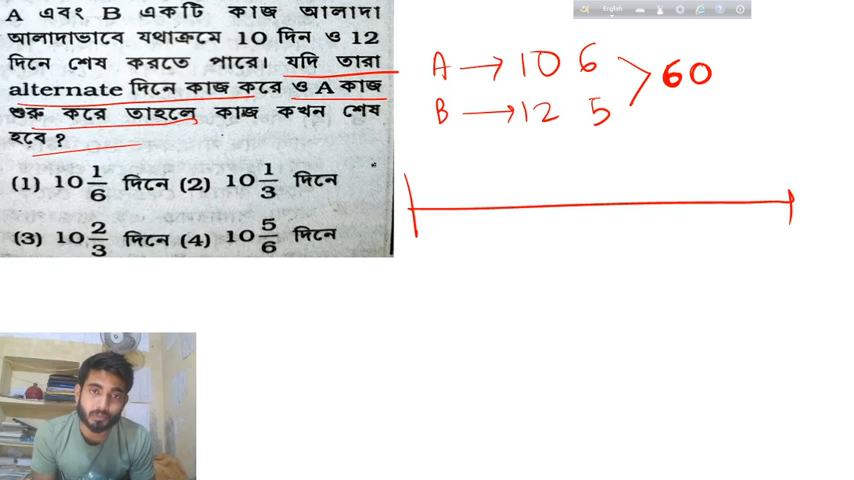 English
A এবং B একটি কাজ আলাদা
আলাদাভাবে যথাক্রমে 10 দিন ও 12
দিনে শেষ করতে পারে। যদি তারা
alternate দিনে কাজ করে ও A কাজ
শুরু করে তাহলে কাজ কখন শেষ
হবে ?
(1) 10 1/6 দিনে (2) 10 1/3 দিনে
(3) 10 2/3 দিনে (4) 10 5/6 দিনে
A → 10 6
B → 12 5 > 60